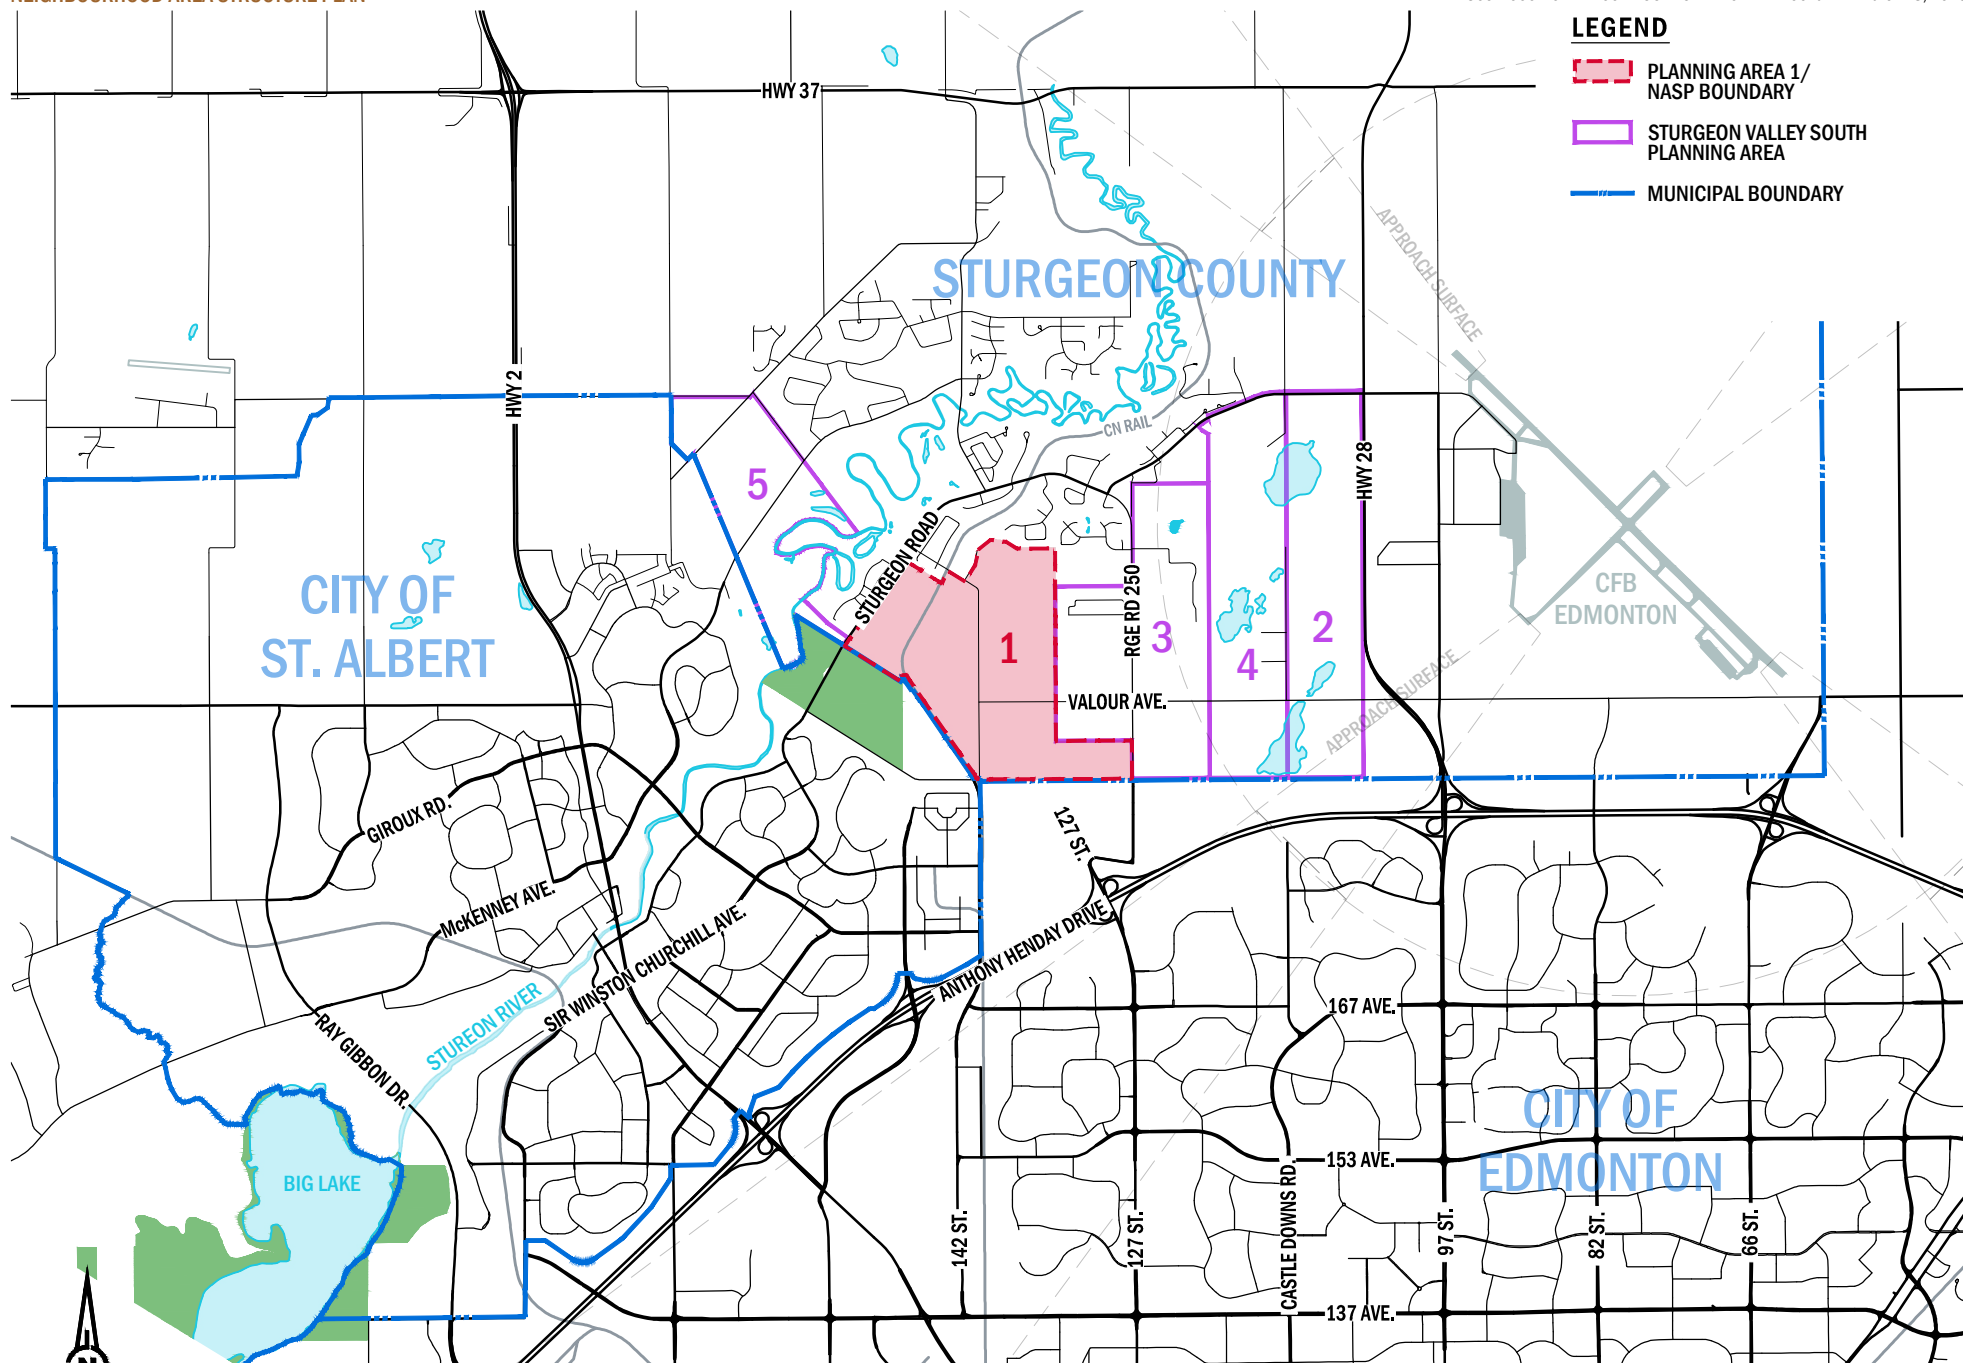 LEGEND
PLANNING AREA 1/
NASP BOUNDARY
STURGEON VALLEY SOUTH
PLANNING AREA
MUNICIPAL BOUNDARY
HWY 37
APPROACH SURFACE
STURGEON COUNTY
HWY 2
CN RAIL
HWY 28
5
STURGEON ROAD
CITY OF
ST. ALBERT
CFB
EDMONTON
RGE RD 250
1
3
4
2
VALOUR AVE.
APPROACH SURFACE
GIROUX RD.
127 ST.
McKENNEY AVE.
SIR WINSTON CHURCHILL AVE.
ANTHONY HENDAY DRIVE
STUREON RIVER
RAY GIBBON DR.
167 AVE.
CITY OF
EDMONTON
153 AVE.
BIG LAKE
142 ST.
127 ST.
CASTLE DOWNS RD.
97 ST.
82 ST.
66 ST.
137 AVE.
N